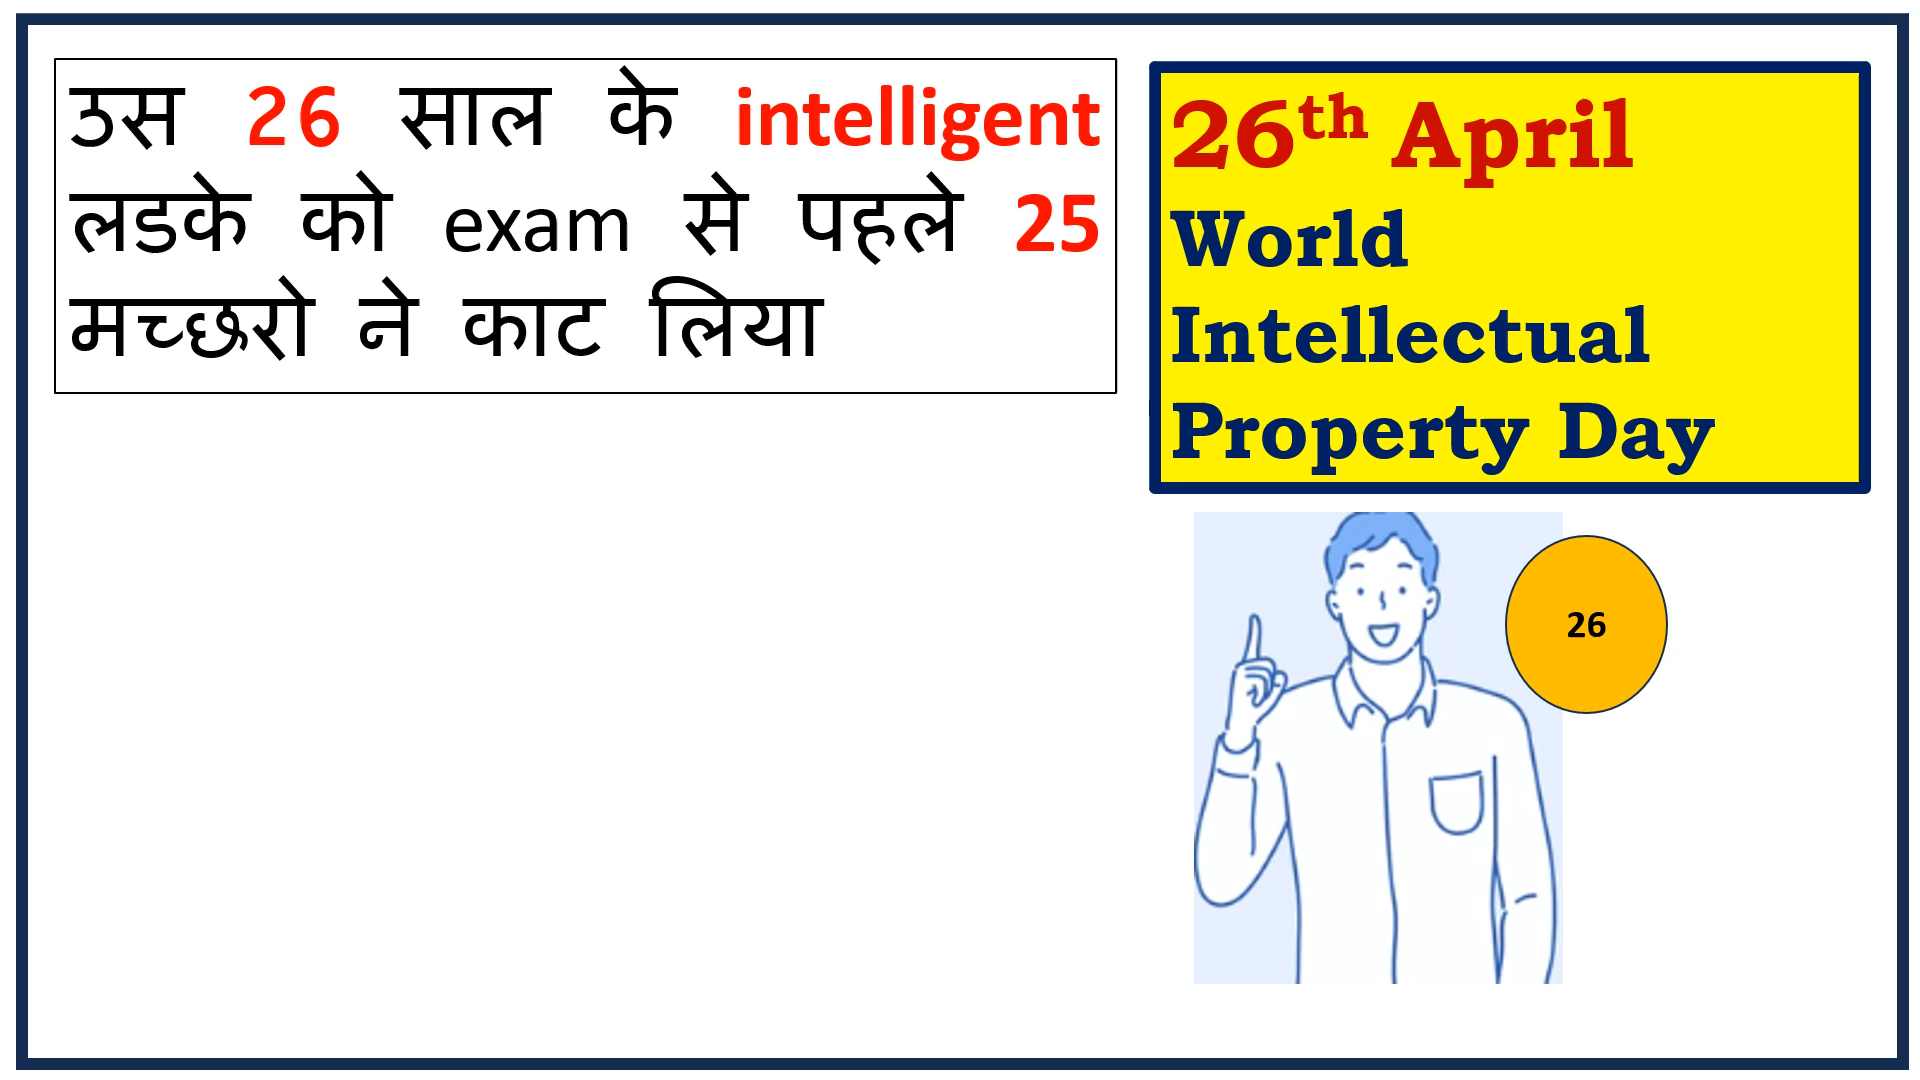 उस 26 साल के intelligent
लडके को exam से पहले 25
मच्छरो ने काट लिया
26th April
World
Intellectual
Property Day
26